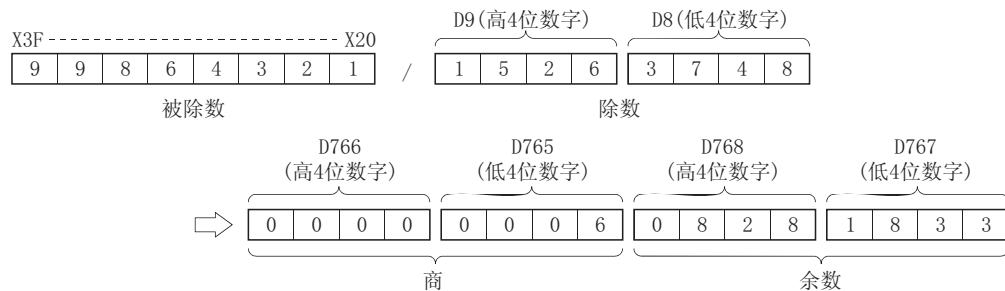 D9(高4位数字) D8(低4位数字)
X3F X20
9 9 8 6 4 3 2 1 / 1 5 2 6 3 7 4 8
被除数 除数
D766 D765 D768 D767
(高4位数字) (低4位数字) (高4位数字) (低4位数字)
0 0 0 0 0 0 0 6 0 8 2 8 1 8 3 3
商 余数